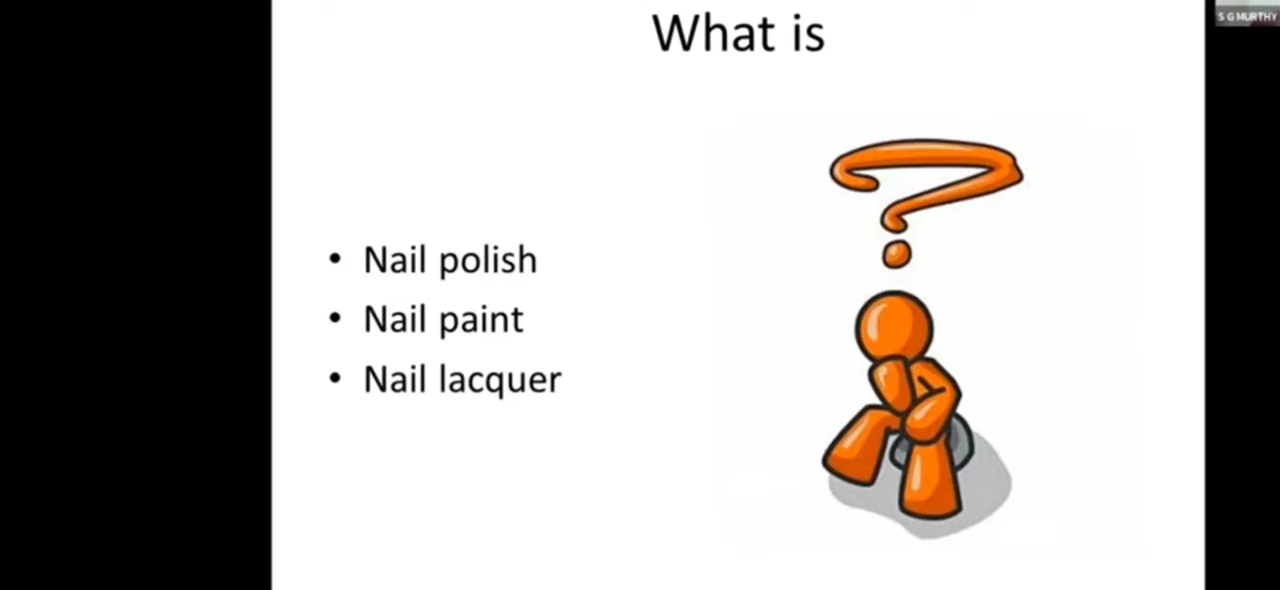 What is
S G MURTHY
• Nail polish
• Nail paint
• Nail lacquer